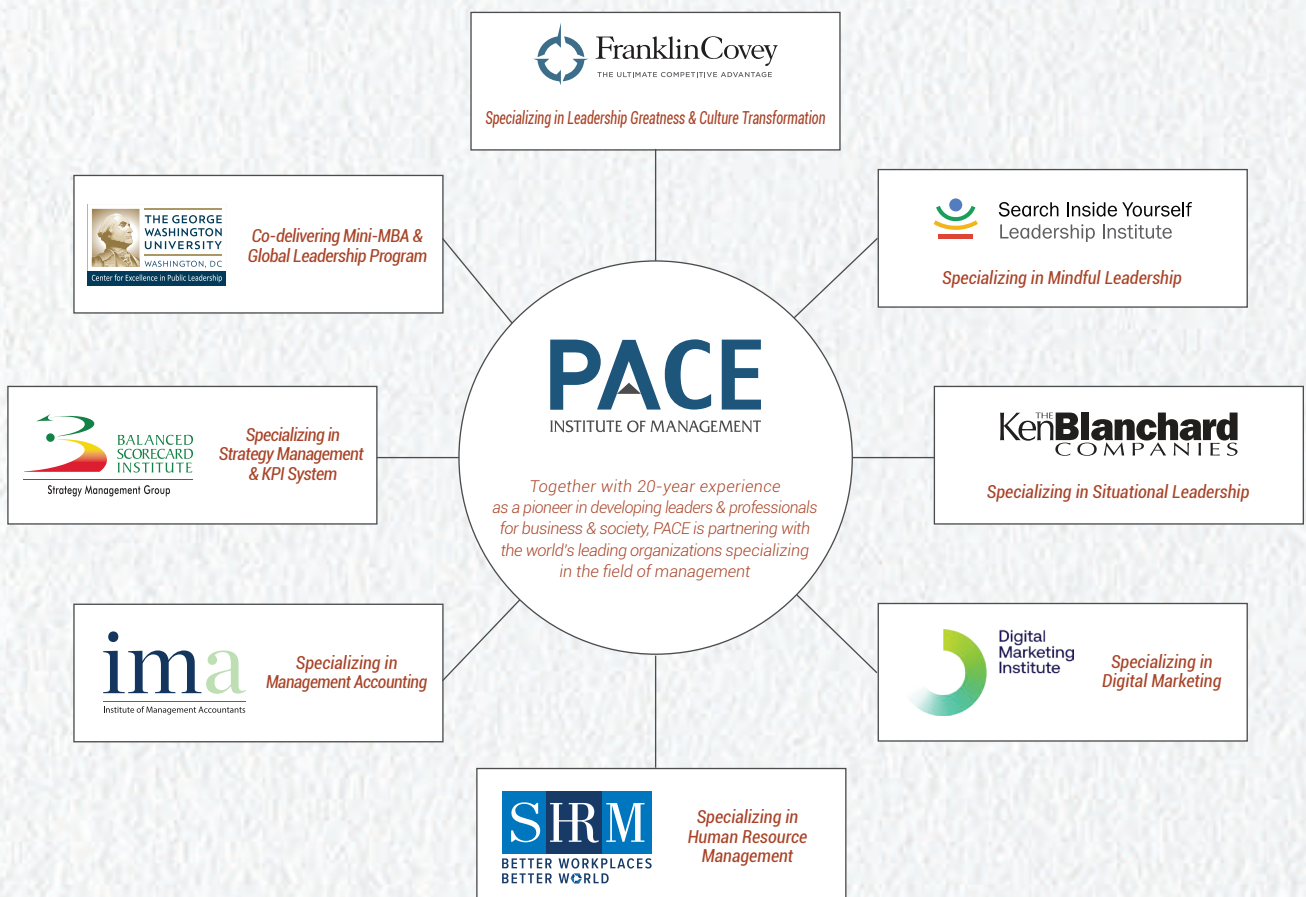 FranklinCovey
THE ULTIMATE COMPETITIVE ADVANTAGE
Specializing in Leadership Greatness & Culture Transformation
THE GEORGE
WASHINGTON
UNIVERSITY
WASHINGTON, DC
Center for Excellence in Public Leadership
Co-delivering Mini-MBA &
Global Leadership Program
Search Inside Yourself
Leadership Institute
Specializing in Mindful Leadership
PACE
INSTITUTE OF MANAGEMENT
Together with 20-year experience
as a pioneer in developing leaders & professionals
for business & society, PACE is partnering with
the world's leading organizations specializing
in the field of management
BALANCED
SCORECARD
INSTITUTE
Strategy Management Group
Specializing in
Strategy Management
& KPI System
THE
KenBlanchard
COMPANIES
Specializing in Situational Leadership
ima
Institute of Management Accountants
Specializing in
Management Accounting
Digital
Marketing
Institute
Specializing in
Digital Marketing
SHRM
BETTER WORKPLACES
BETTER WORLD
Specializing in
Human Resource
Management